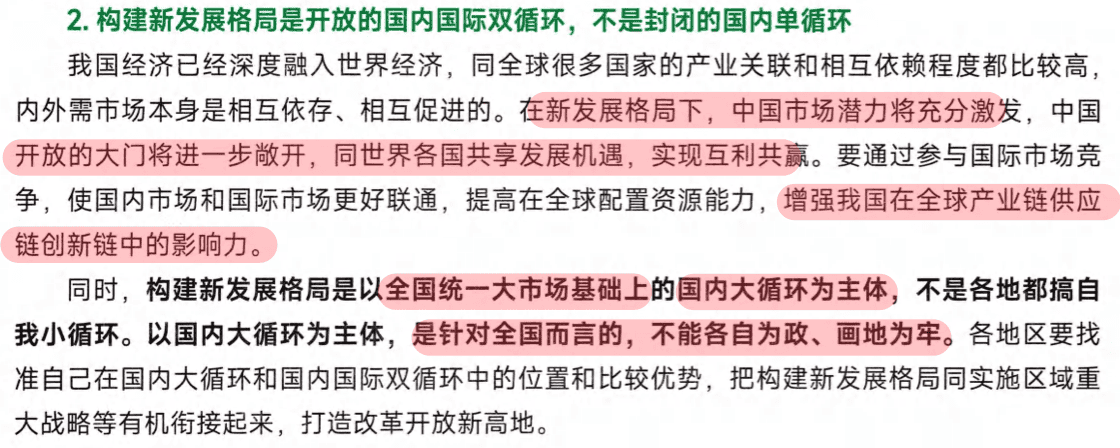 2. 构建新发展格局是开放的国内国际双循环，不是封闭的国内单循环
我国经济已经深度融入世界经济，同全球很多国家的产业关联和相互依赖程度都比较高，
内外需市场本身是相互依存、相互促进的。在新发展格局下，中国市场潜力将充分激发，中国
开放的大门将进一步敞开，同世界各国共享发展机遇，实现互利共赢。要通过参与国际市场竞
争，使国内市场和国际市场更好联通，提高在全球配置资源能力，增强我国在全球产业链供应
链创新链中的影响力。
同时，构建新发展格局是以全国统一大市场基础上的国内大循环为主体，不是各地都搞自
我小循环。以国内大循环为主体，是针对全国而言的，不能各自为政、画地为牢。各地区要找
准自己在国内大循环和国内国际双循环中的位置和比较优势，把构建新发展格局同实施区域重
大战略等有机衔接起来，打造改革开放新高地。